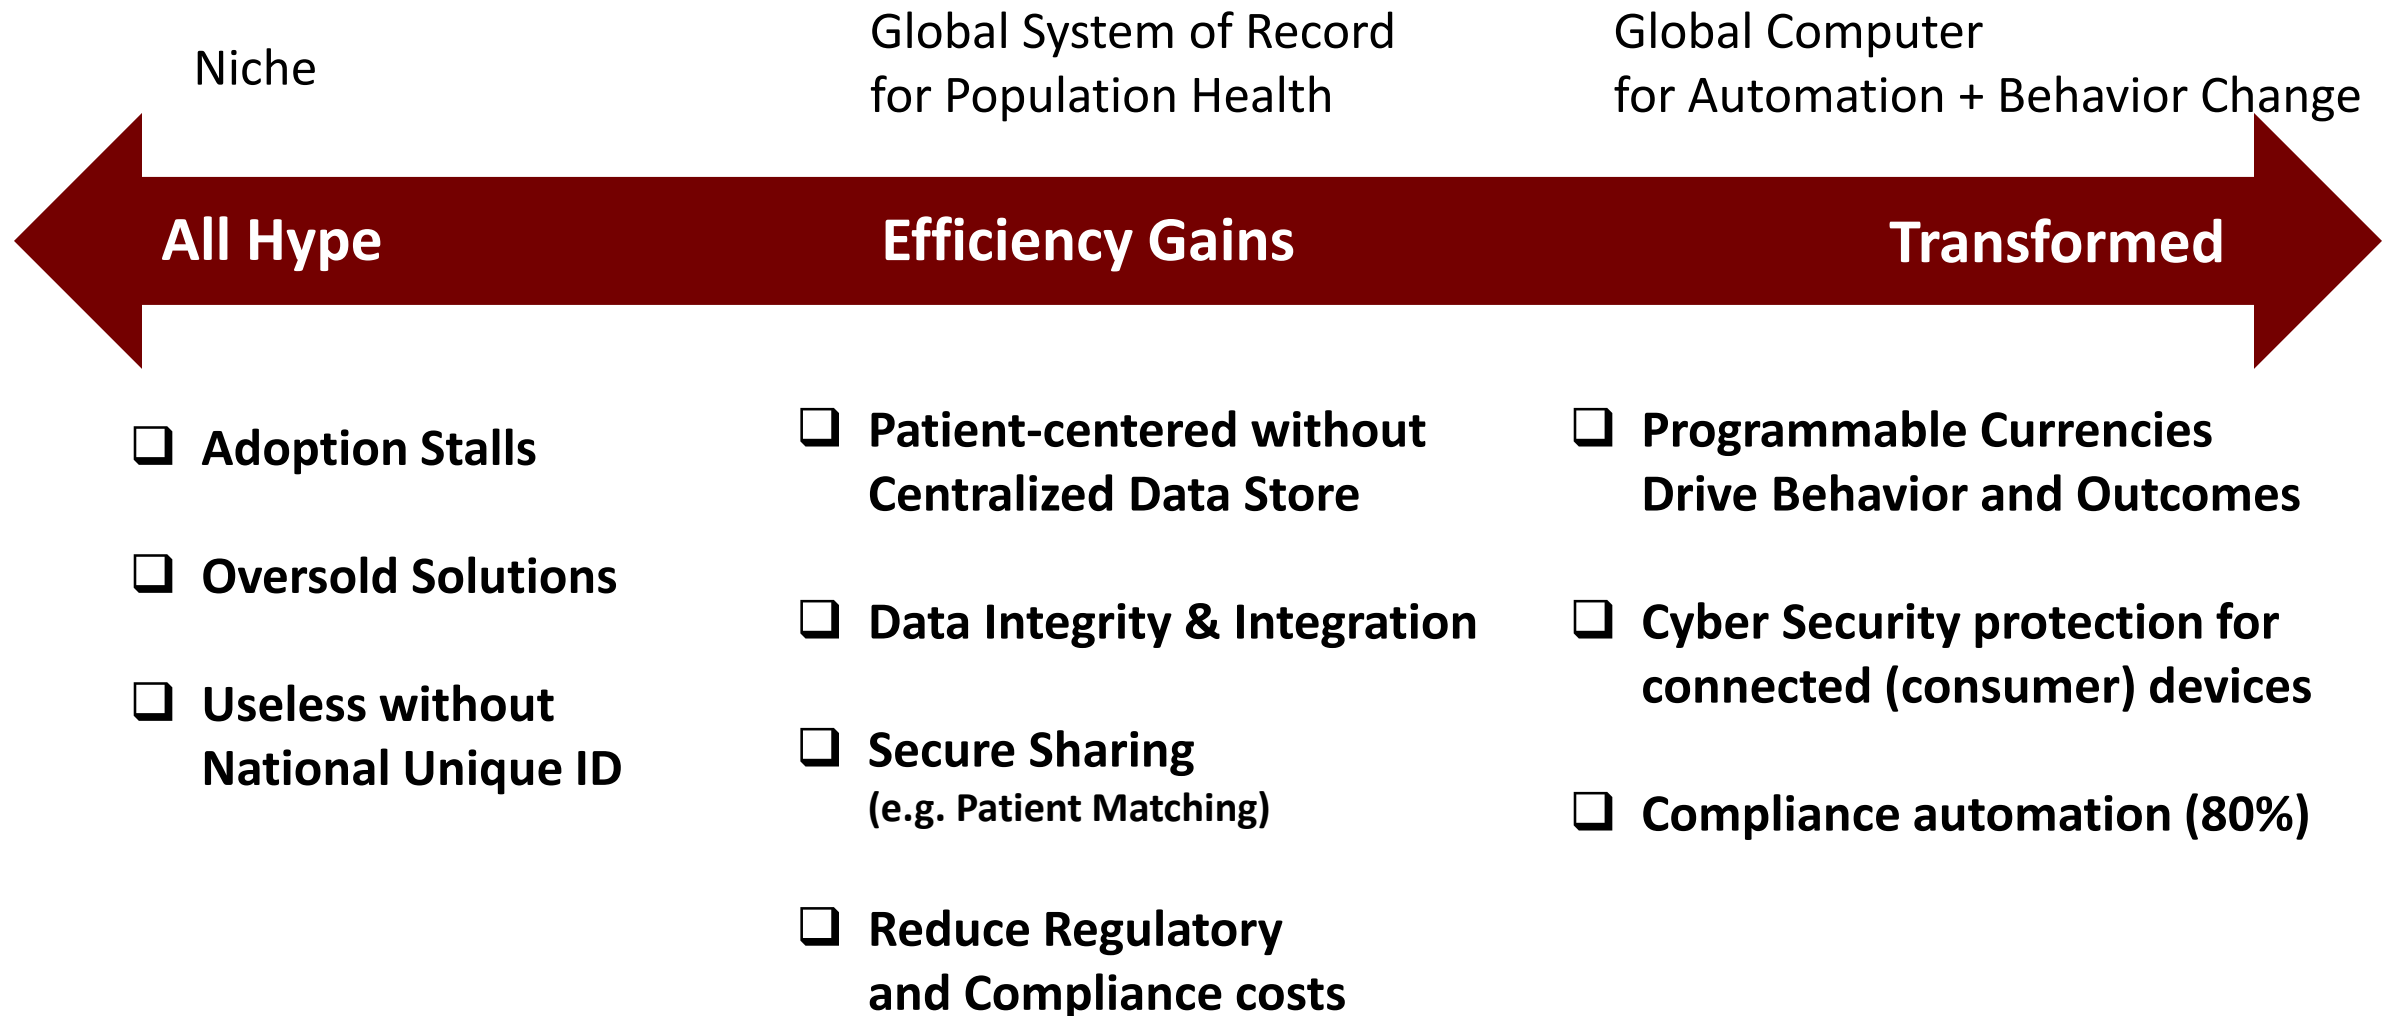 Niche
Global System of Record
for Population Health
Global Computer
for Automation + Behavior Change
All Hype
Efficiency Gains
Transformed
Adoption Stalls
Oversold Solutions
Useless without
National Unique ID
Patient-centered without
Centralized Data Store
Data Integrity & Integration
Secure Sharing
(e.g. Patient Matching)
Reduce Regulatory
and Compliance costs
Programmable Currencies
Drive Behavior and Outcomes
Cyber Security protection for
connected (consumer) devices
Compliance automation (80%)